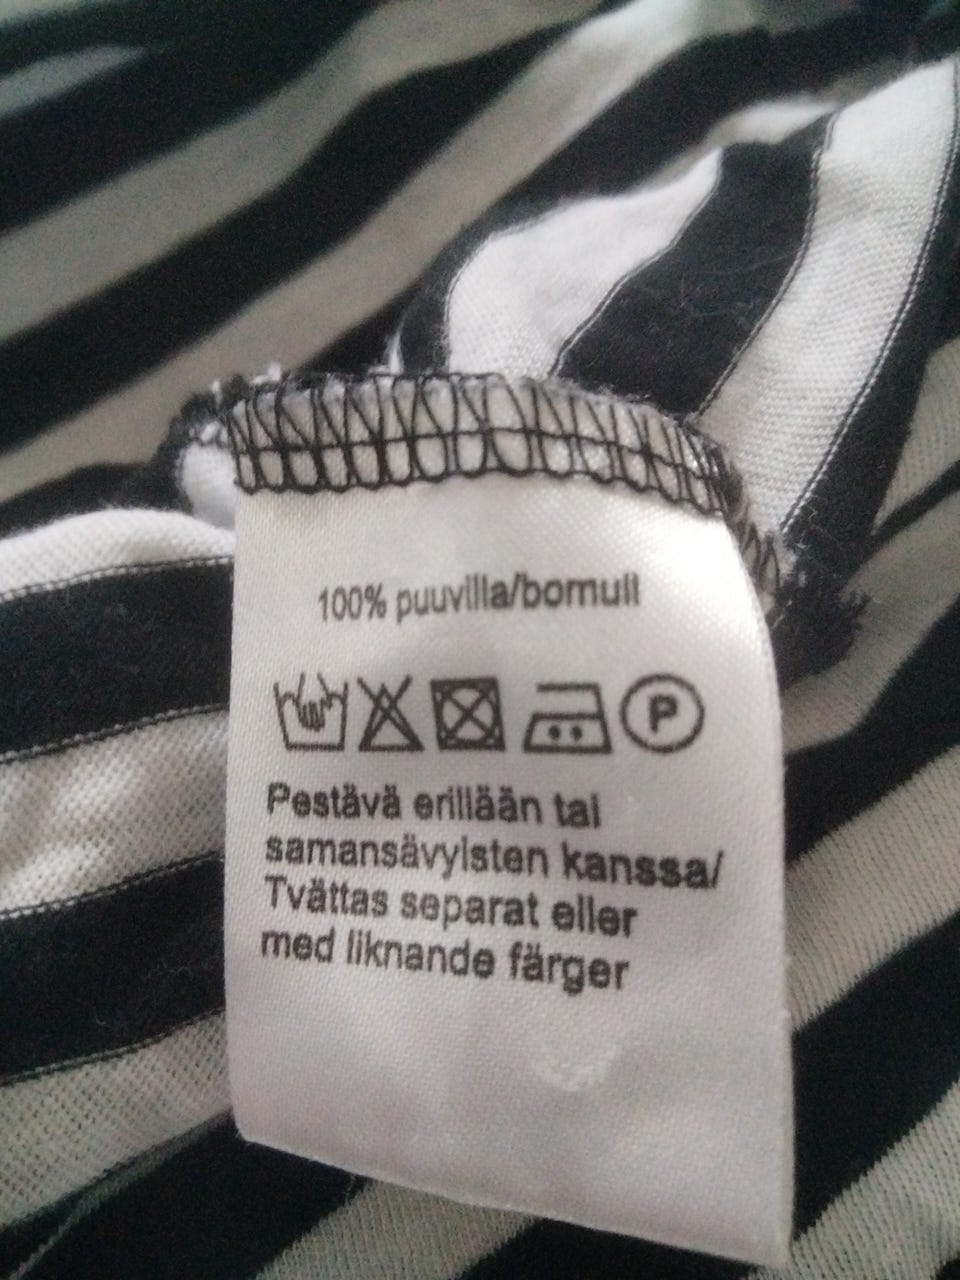 100% puuvilla/bomull
P
Pestävä erillään tai
samansävyisten kanssa/
Tvättas separat eller
med liknande färger